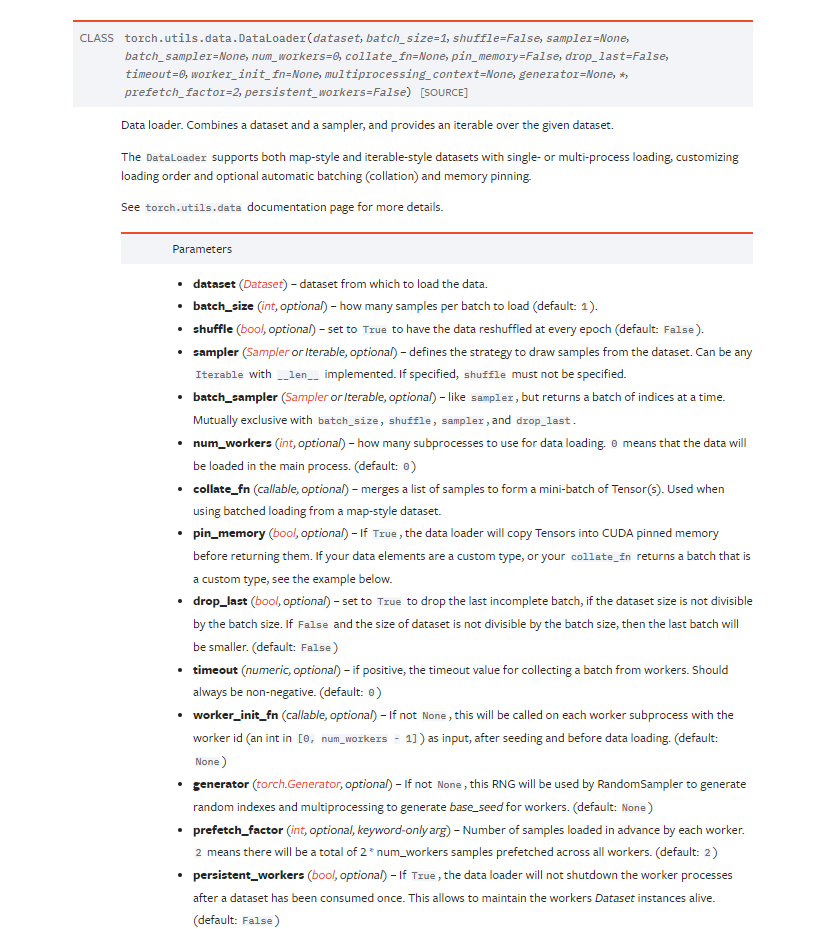 CLASS torch.utils.data.DataLoader(dataset, batch_size=1, shuffle=False, sampler=None,
batch_sampler=None, num_workers=0, collate_fn=None, pin_memory=False, drop_last=False,
timeout=0, worker_init_fn=None, multiprocessing_context=None, generator=None, *,
prefetch_factor=2, persistent_workers=False) [SOURCE]
Data loader. Combines a dataset and a sampler, and provides an iterable over the given dataset.
The DataLoader supports both map-style and iterable-style datasets with single- or multi-process loading, customizing
loading order and optional automatic batching (collation) and memory pinning.
See torch.utils.data documentation page for more details.
Parameters
• dataset (Dataset) – dataset from which to load the data.
• batch_size (int, optional) – how many samples per batch to load (default: 1).
• shuffle (bool, optional) – set to True to have the data reshuffled at every epoch (default: False).
• sampler (Sampler or Iterable, optional) – defines the strategy to draw samples from the dataset. Can be any
Iterable with __len__ implemented. If specified, shuffle must not be specified.
• batch_sampler (Sampler or Iterable, optional) – like sampler, but returns a batch of indices at a time.
Mutually exclusive with batch_size, shuffle, sampler, and drop_last.
• num_workers (int, optional) – how many subprocesses to use for data loading. 0 means that the data will
be loaded in the main process. (default: 0)
• collate_fn (callable, optional) – merges a list of samples to form a mini-batch of Tensor(s). Used when
using batched loading from a map-style dataset.
• pin_memory (bool, optional) – If True, the data loader will copy Tensors into CUDA pinned memory
before returning them. If your data elements are a custom type, or your collate_fn returns a batch that is
a custom type, see the example below.
• drop_last (bool, optional) – set to True to drop the last incomplete batch, if the dataset size is not divisible
by the batch size. If False and the size of dataset is not divisible by the batch size, then the last batch will
be smaller. (default: False)
• timeout (numeric, optional) – if positive, the timeout value for collecting a batch from workers. Should
always be non-negative. (default: 0)
• worker_init_fn (callable, optional) – If not None, this will be called on each worker subprocess with the
worker id (an int in [0, num_workers - 1]) as input, after seeding and before data loading. (default:
None)
• generator (torch.Generator, optional) – If not None, this RNG will be used by RandomSampler to generate
random indexes and multiprocessing to generate base_seed for workers. (default: None)
• prefetch_factor (int, optional, keyword-only arg) – Number of samples loaded in advance by each worker.
2 means there will be a total of 2 * num_workers samples prefetched across all workers. (default: 2)
• persistent_workers (bool, optional) – If True, the data loader will not shutdown the worker processes
after a dataset has been consumed once. This allows to maintain the workers Dataset instances alive.
(default: False)